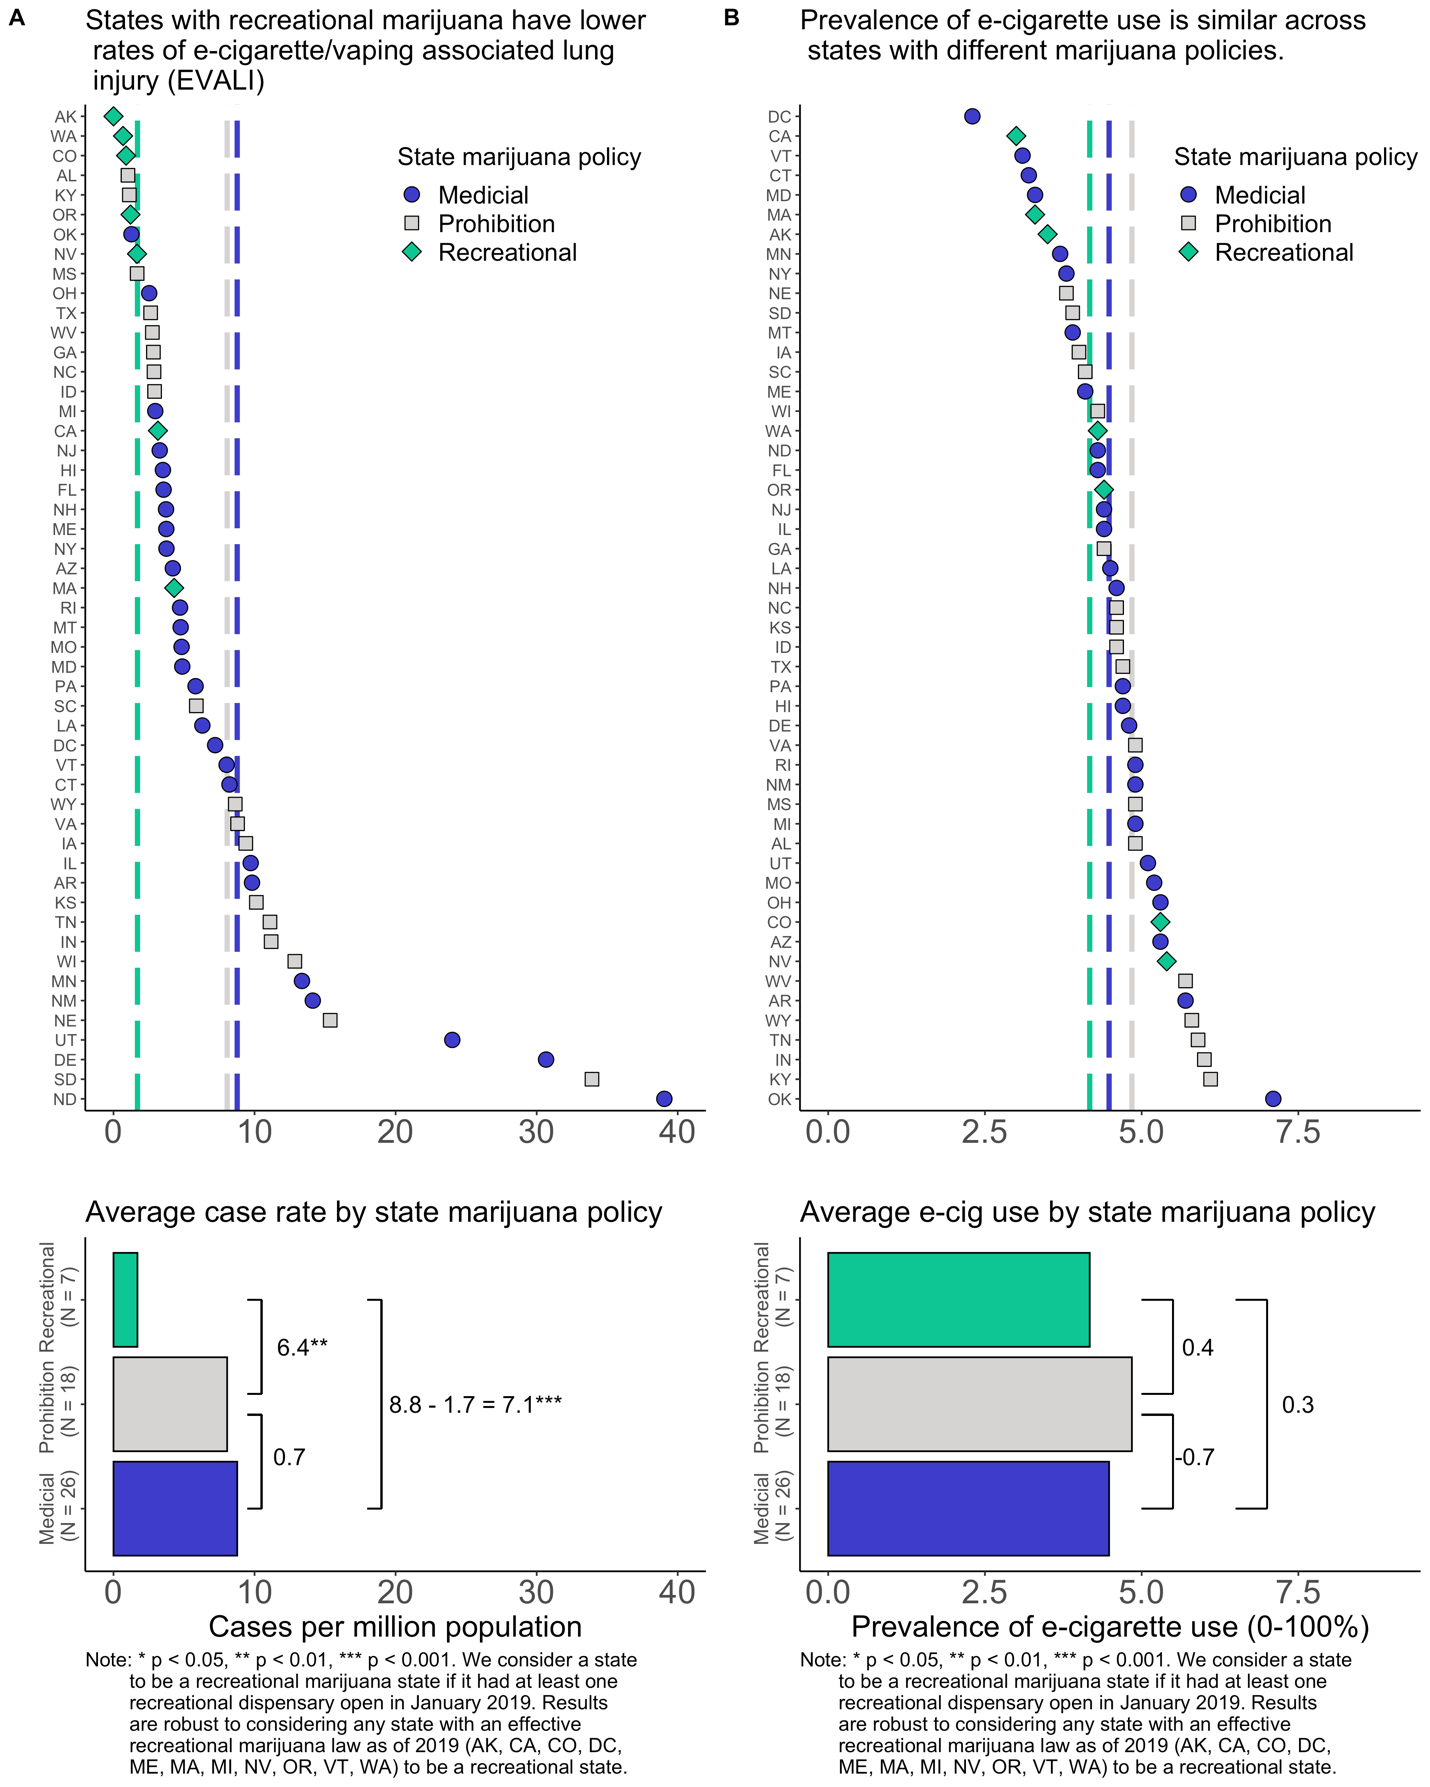 A
States with recreational marijuana have lower
rates of e-cigarette/vaping associated lung
injury (EVALI)
AK
WA
CO
AL
KY
OR
OK
NV
MS
OH
TX
WV
GA
NC
ID
MI
CA
NJ
HI
FL
NH
ME
NY
AZ
MA
RI
MT
MO
MD
PA
SC
LA
DC
VT
CT
WY
VA
IA
IL
AR
KS
TN
IN
WI
MN
NM
NE
UT
DE
SD
ND
State marijuana policy
Medicial
Prohibition
Recreational
0 10 20 30 40
Average case rate by state marijuana policy
Recreational
(N = 7)
Prohibition
(N = 18)
Medicial
(N = 26)
6.4**
8.8 - 1.7 = 7.1***
0.7
0 10 20 30 40
Cases per million population
Note: * p < 0.05, ** p < 0.01, *** p < 0.001. We consider a state
to be a recreational marijuana state if it had at least one
recreational dispensary open in January 2019. Results
are robust to considering any state with an effective
recreational marijuana law as of 2019 (AK, CA, CO, DC,
ME, MA, MI, NV, OR, VT, WA) to be a recreational state.
B
Prevalence of e-cigarette use is similar across
states with different marijuana policies.
DC
CA
VT
CT
MD
MA
AK
MN
NY
NE
SD
MT
IA
SC
ME
WI
WA
ND
FL
OR
NJ
IL
GA
LA
NH
NC
KS
ID
TX
PA
HI
DE
VA
RI
NM
MS
MI
AL
UT
MO
OH
CO
AZ
NV
WV
AR
WY
TN
IN
KY
OK
State marijuana policy
Medicial
Prohibition
Recreational
0.0 2.5 5.0 7.5
Average e-cig use by state marijuana policy
Recreational
(N = 7)
Prohibition
(N = 18)
Medicial
(N = 26)
0.4
0.3
-0.7
0.0 2.5 5.0 7.5
Prevalence of e-cigarette use (0-100%)
Note: * p < 0.05, ** p < 0.01, *** p < 0.001. We consider a state
to be a recreational marijuana state if it had at least one
recreational dispensary open in January 2019. Results
are robust to considering any state with an effective
recreational marijuana law as of 2019 (AK, CA, CO, DC,
ME, MA, MI, NV, OR, VT, WA) to be a recreational state.